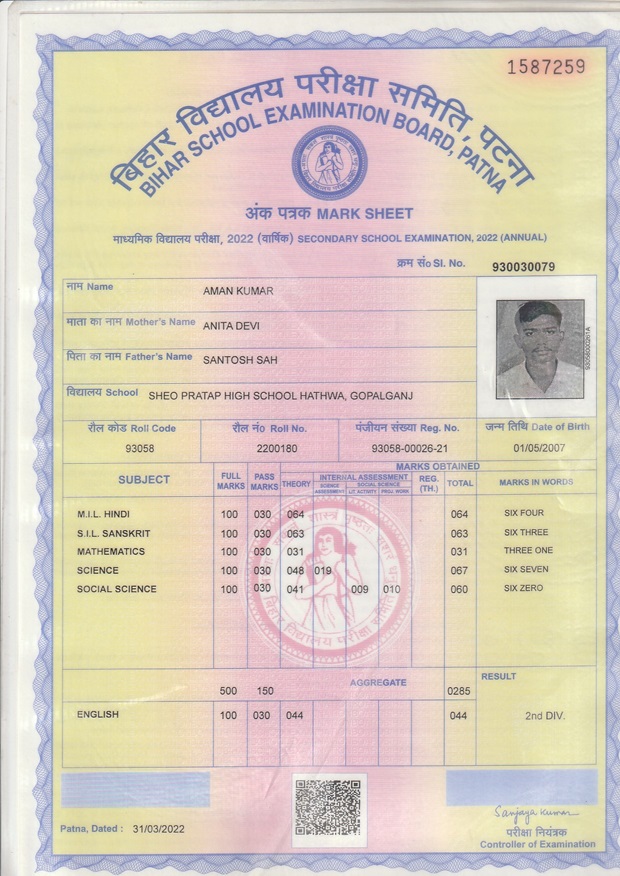 1587259
बिहार विद्यालय परीक्षा समिति, पटना
BIHAR SCHOOL EXAMINATION BOARD, PATNA
अंक पत्रक MARK SHEET
माध्यमिक विद्यालय परीक्षा, 2022 (वार्षिक) SECONDARY SCHOOL EXAMINATION, 2022 (ANNUAL)
क्रम सं० Sl. No. 930030079
नाम Name AMAN KUMAR
माता का नाम Mother's Name ANITA DEVI
पिता का नाम Father's Name SANTOSH SAH
विद्यालय School SHEO PRATAP HIGH SCHOOL HATHWA, GOPALGANJ
रौल कोड Roll Code रौल नं० Roll No. पंजीयन संख्या Reg. No. जन्म तिथि Date of Birth
93058 2200180 93058-00026-21 01/05/2007
MARKS OBTAINED
SUBJECT FULL MARKS PASS MARKS THEORY INTERNAL ASSESSMENT REG. (TH.) TOTAL MARKS IN WORDS
SCIENCE ASSESSMENT SOCIAL SCIENCE
LIT. ACTIVITY PROJ. WORK
M.I.L. HINDI 100 030 064 064 SIX FOUR
S.I.L. SANSKRIT 100 030 063 063 SIX THREE
MATHEMATICS 100 030 031 031 THREE ONE
SCIENCE 100 030 048 019 067 SIX SEVEN
SOCIAL SCIENCE 100 030 041 009 010 060 SIX ZERO
बिहार विद्यालय परीक्षा समिति
500 150 AGGREGATE 0285 RESULT
ENGLISH 100 030 044 044 2nd DIV.
Patna, Dated : 31/03/2022
Sanjaya Kumar
परीक्षा नियंत्रक
Controller of Examination